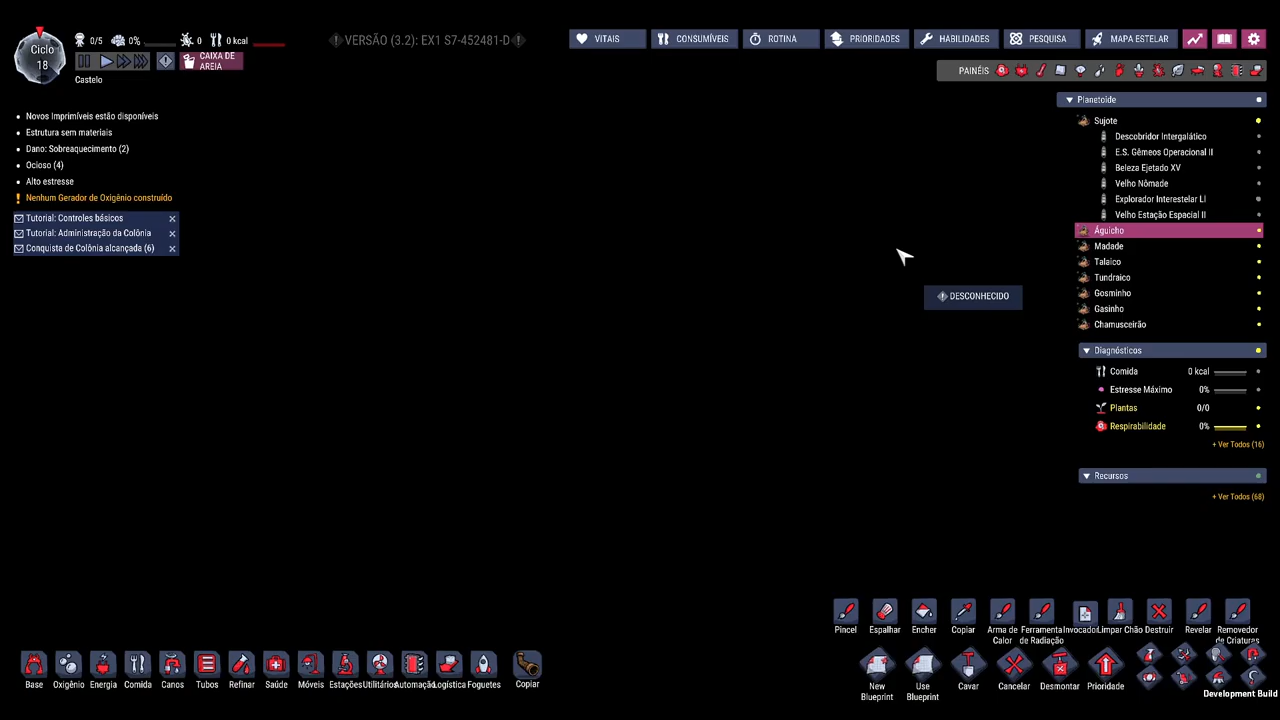 Ciclo
18
0/5
0%
0
0 kcal
CAIXA DE
AREIA
Castelo
VERSÃO (3.2): EX1 S7-452481-D
VITAIS
CONSUMÍVEIS
ROTINA
PRIORIDADES
HABILIDADES
PESQUISA
MAPA ESTELAR
PAINÉIS
Novos Imprimíveis estão disponíveis
Estrutura sem materiais
Dano: Sobreaquecimento (2)
Ocioso (4)
Alto estresse
Nenhum Gerador de Oxigênio construído
Tutorial: Controles básicos
Tutorial: Administração da Colônia
Conquista de Colônia alcançada (6)
DESCONHECIDO
Planetoide
Sujote
Descobridor Intergalático
E.S. Gêmeos Operacional II
Beleza Ejetado XV
Velho Nômade
Explorador Interestelar LI
Velho Estação Espacial II
Águicho
Madade
Talaico
Tundraico
Gosminho
Gasinho
Chamusceirão
Diagnósticos
Comida 0 kcal
Estresse Máximo 0%
Plantas 0/0
Respirabilidade 0%
+ Ver Todos (16)
Recursos
+ Ver Todos (68)
Pincel
Espalhar
Encher
Copiar
Arma de
Calor
Ferramenta
de Radiação
Invocador
Limpar Chão
Destruir
Revelar
Removedor
de Criaturas
Base
Oxigênio
Energia
Comida
Canos
Tubos
Refinar
Saúde
Móveis
Estações
Utilitários
Automação
Logística
Foguetes
Copiar
New
Blueprint
Use
Blueprint
Cavar
Cancelar
Desmontar
Prioridade
Development Build